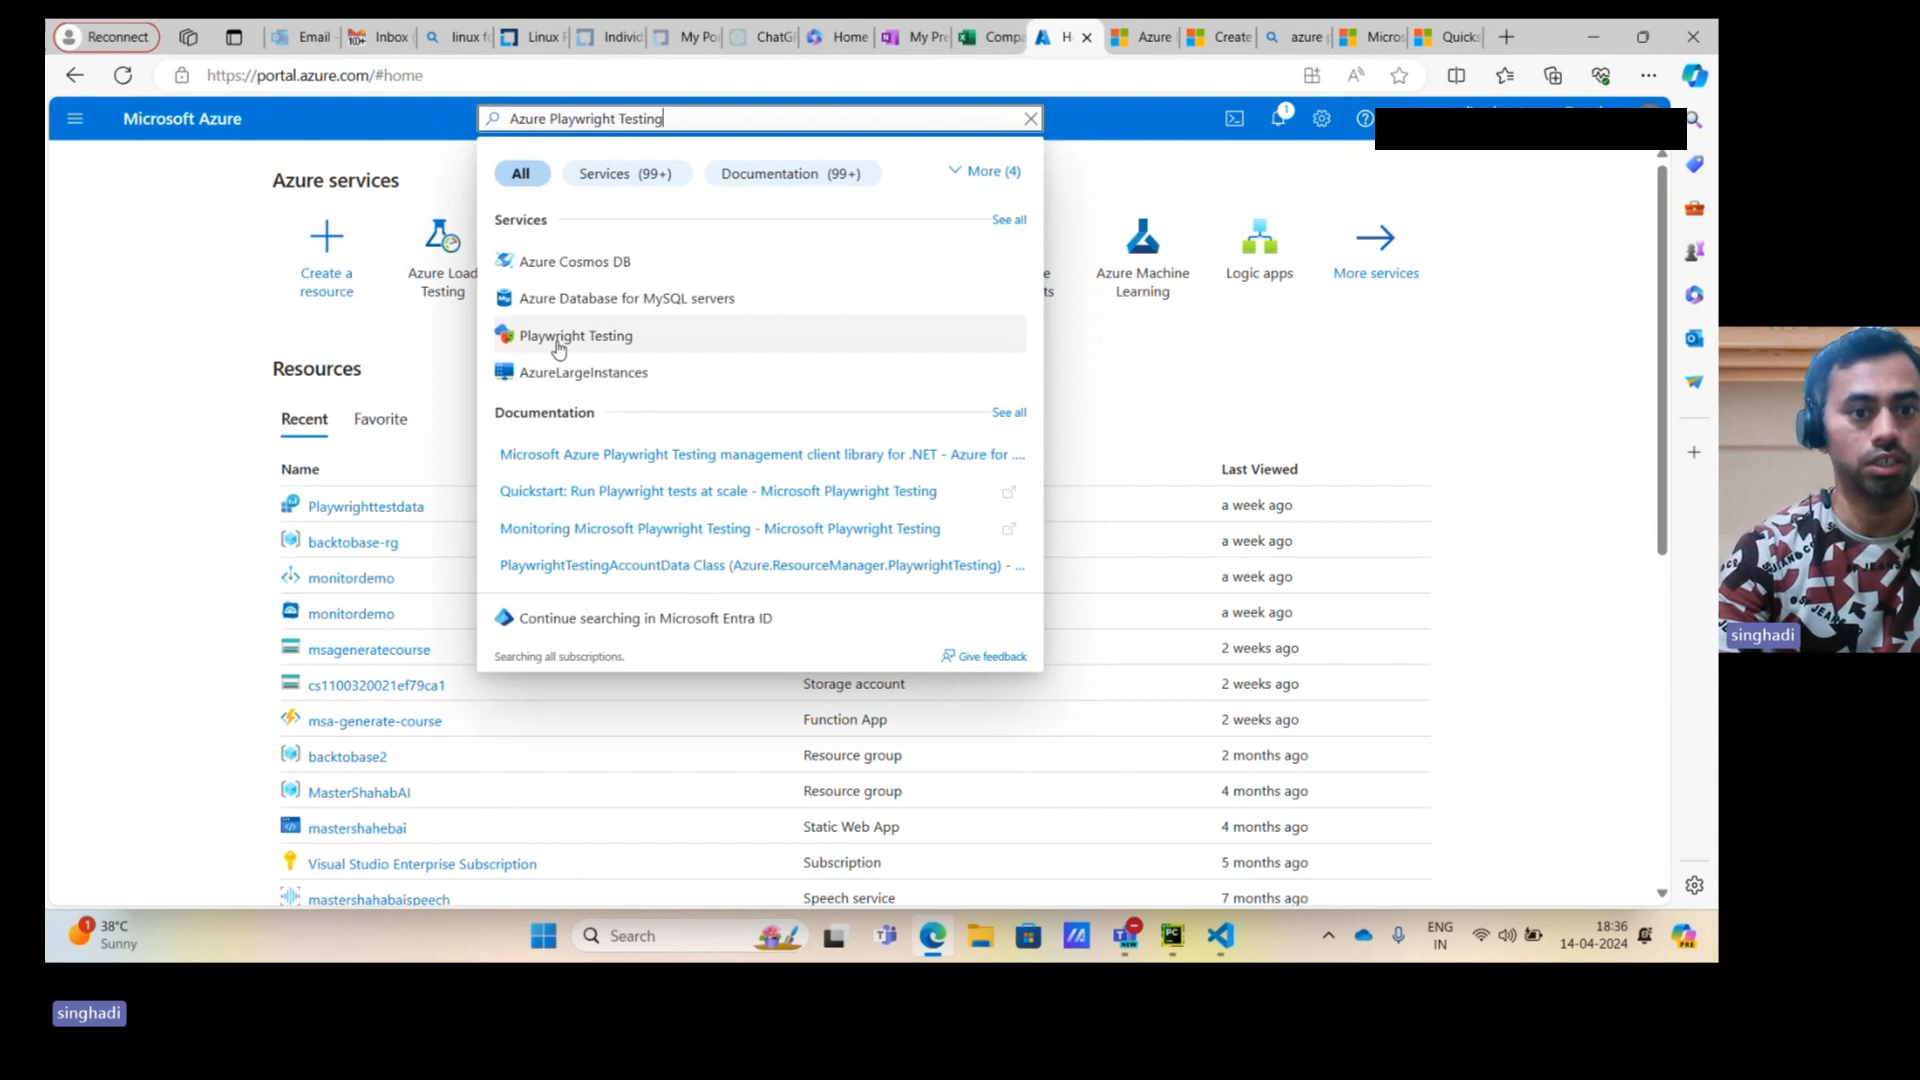 Reconnect
Email
Inbox
linux f
Linux F
Individ
My Po
ChatG
Home
My Pre
Comp
H
Azure
Create
azure
Micros
Quicks
https://portal.azure.com/#home
Microsoft Azure
Azure Playwright Testing
1
All
Services (99+)
Documentation (99+)
More (4)
Azure services
Create a
resource
Azure Load
Testing
Services
See all
Azure Cosmos DB
Azure Database for MySQL servers
Playwright Testing
AzureLargeInstances
Documentation
See all
Microsoft Azure Playwright Testing management client library for .NET - Azure for ....
Quickstart: Run Playwright tests at scale - Microsoft Playwright Testing
Monitoring Microsoft Playwright Testing - Microsoft Playwright Testing
PlaywrightTestingAccountData Class (Azure.ResourceManager.PlaywrightTesting) - ...
Continue searching in Microsoft Entra ID
Searching all subscriptions.
Give feedback
e
ts
Azure Machine
Learning
Logic apps
More services
Resources
Recent
Favorite
Name
Last Viewed
Playwrighttestdata
a week ago
backtobase-rg
a week ago
monitordemo
a week ago
monitordemo
a week ago
msageneratecourse
2 weeks ago
cs1100320021ef79ca1
Storage account
2 weeks ago
msa-generate-course
Function App
2 weeks ago
backtobase2
Resource group
2 months ago
MasterShahabAI
Resource group
4 months ago
mastershahebai
Static Web App
4 months ago
Visual Studio Enterprise Subscription
Subscription
5 months ago
mastershahabaispeech
Speech service
7 months ago
1
38°C
Sunny
Search
NEW
PC
ENG
IN
18:36
14-04-2024
PRE
singhadi
singhadi